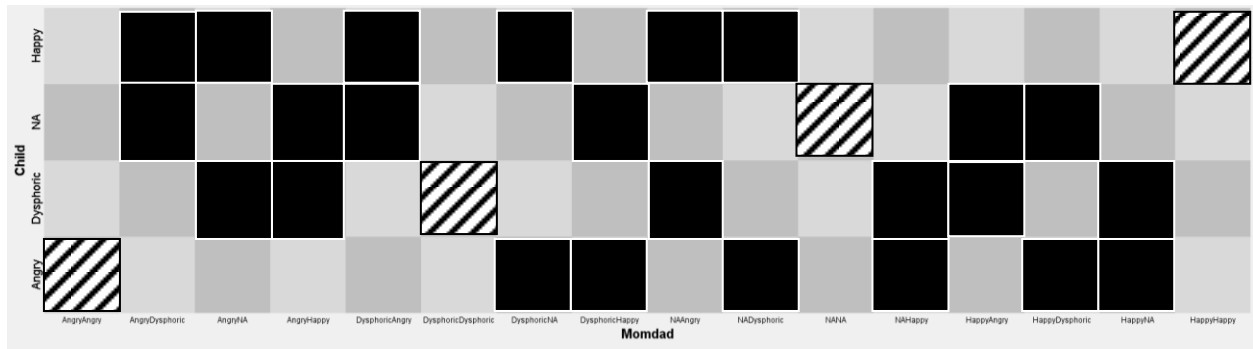 Child
Happy
NA
Dysphoric
Angry
AngryAngry AngryDysphoric AngryNA AngryHappy DysphoricAngry DysphoricDysphoric DysphoricNA DysphoricHappy NAAngry NADysphoric NANA NAHappy HappyAngry HappyDysphoric HappyNA HappyHappy
Momdad